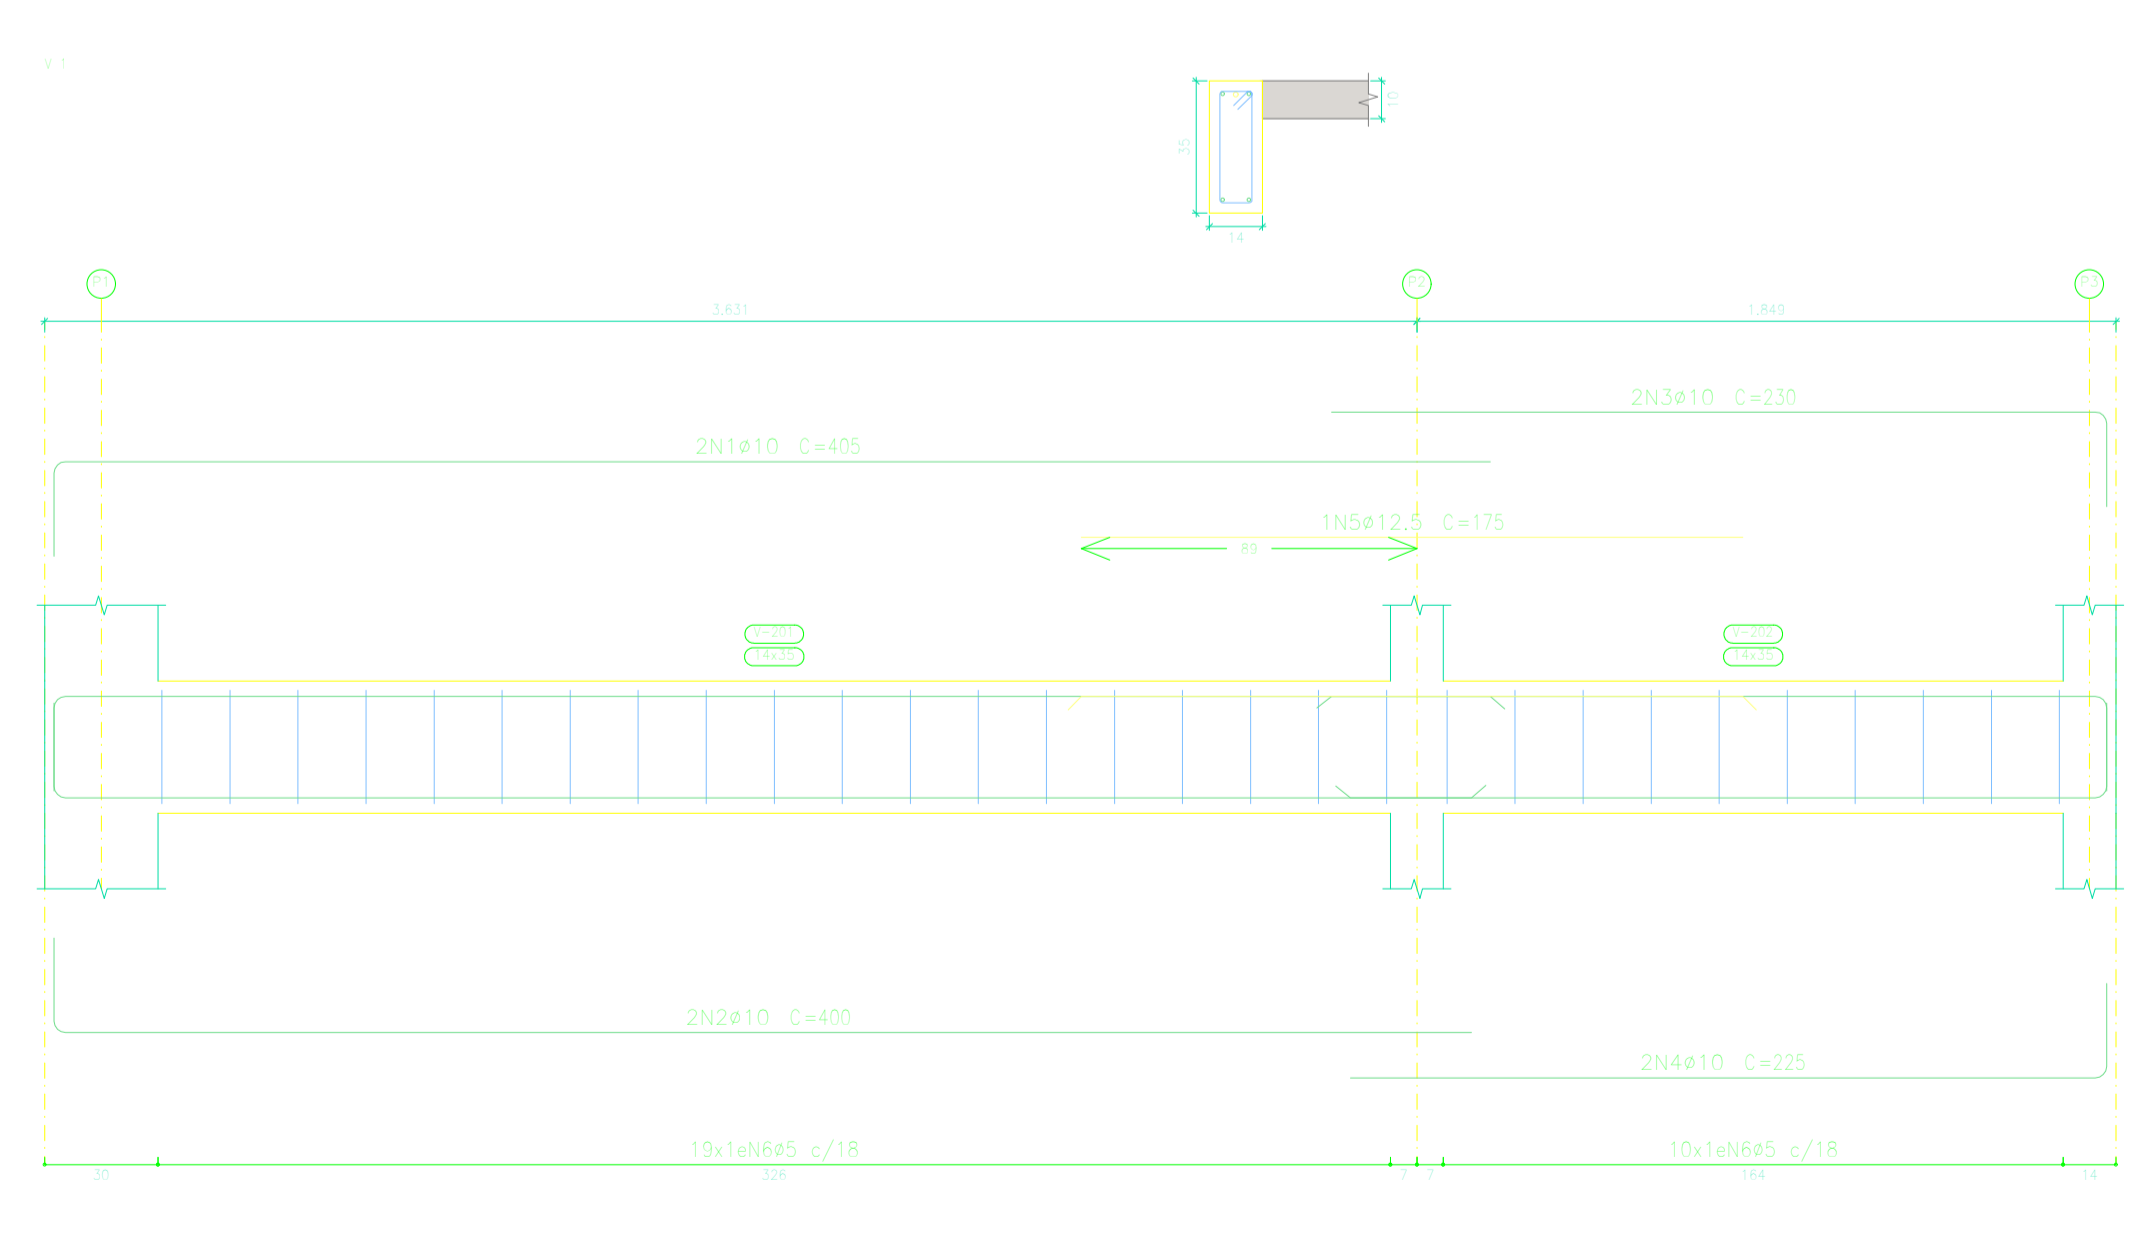 V 1
10
35
14
P1
P2
P3
3.631
1.849
2N3ø10 C=230
2N1ø10 C=405
1N5ø12.5 C=175
89
V-201
14x35
V-202
14x35
2N2ø10 C=400
2N4ø10 C=225
19x1eN6ø5 c/18
10x1eN6ø5 c/18
30
326
7
7
164
14